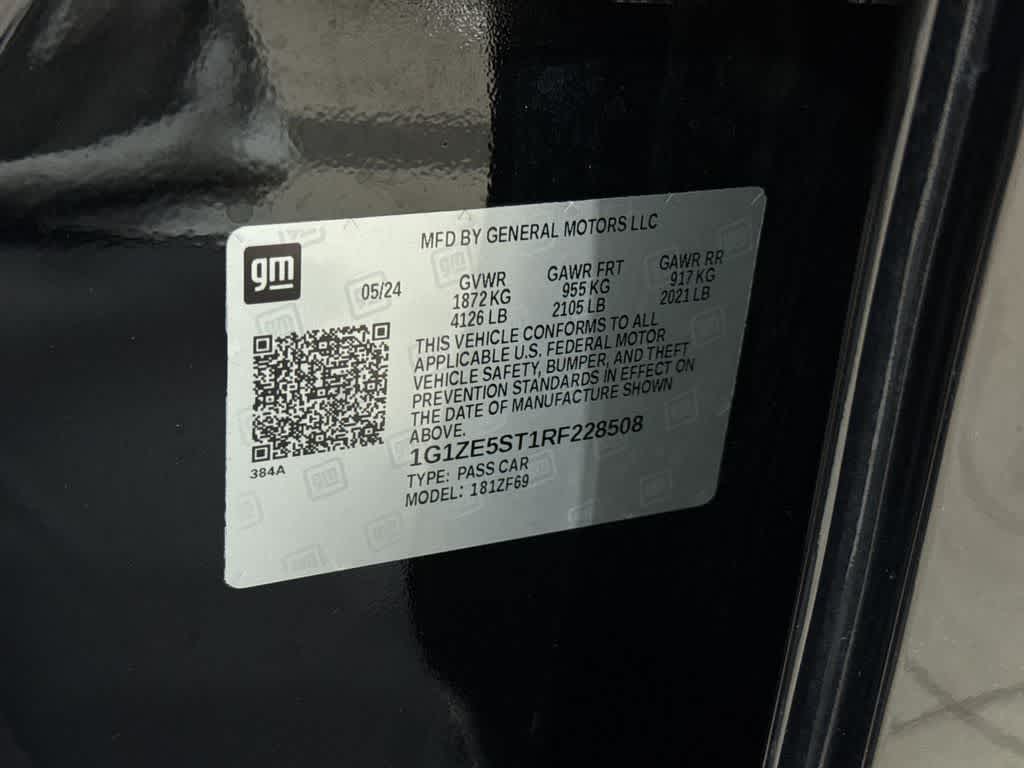 gm
MFD BY GENERAL MOTORS LLC
05/24
GVWR
1872 KG
4126 LB
GAWR FRT
955 KG
2105 LB
GAWR RR
917 KG
2021 LB
THIS VEHICLE CONFORMS TO ALL
APPLICABLE U.S. FEDERAL MOTOR
VEHICLE SAFETY, BUMPER, AND THEFT
PREVENTION STANDARDS IN EFFECT ON
THE DATE OF MANUFACTURE SHOWN
ABOVE.
384A
1G1ZE5ST1RF228508
TYPE: PASS CAR
MODEL: 181ZF69